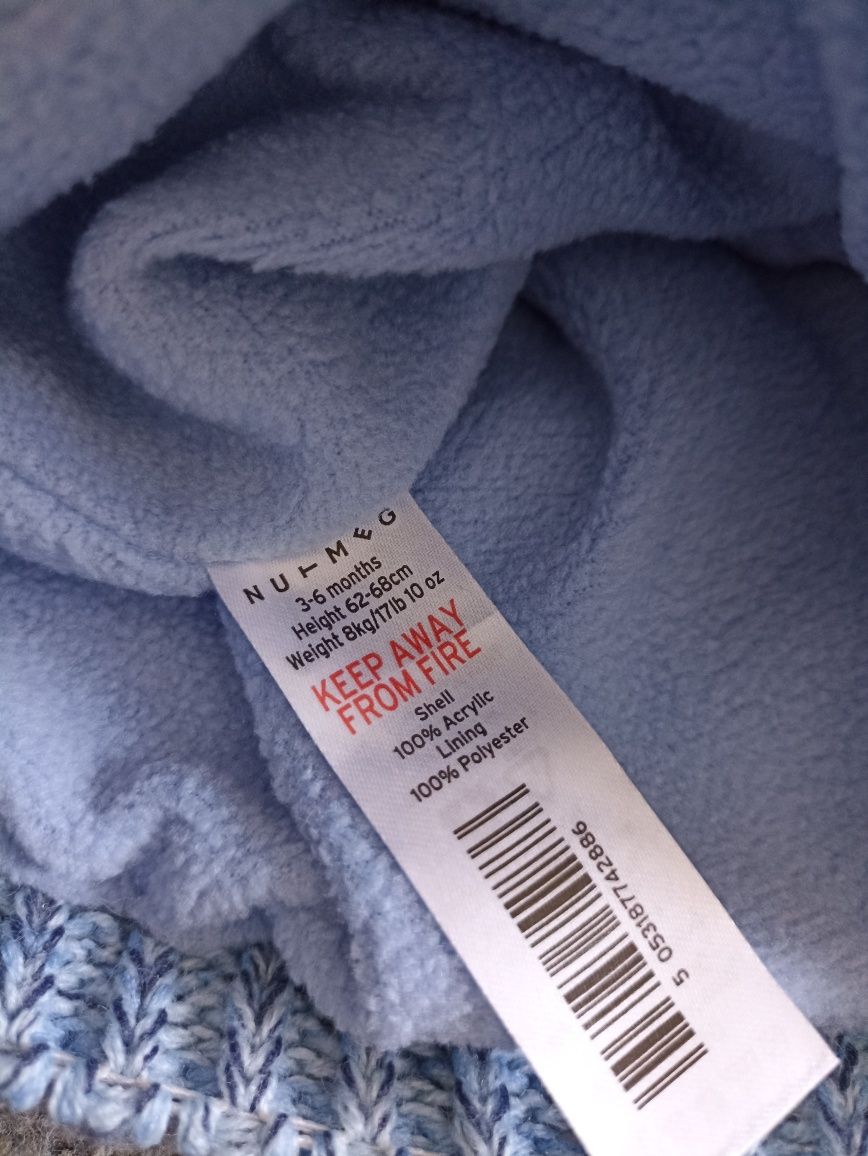 NUTMEG
3-6 months
Height 62-68cm
Weight 8kg/17lb 10 oz
KEEP AWAY
FROM FIRE
Shell
100% Acrylic
Lining
100% Polyester
5 053187742886